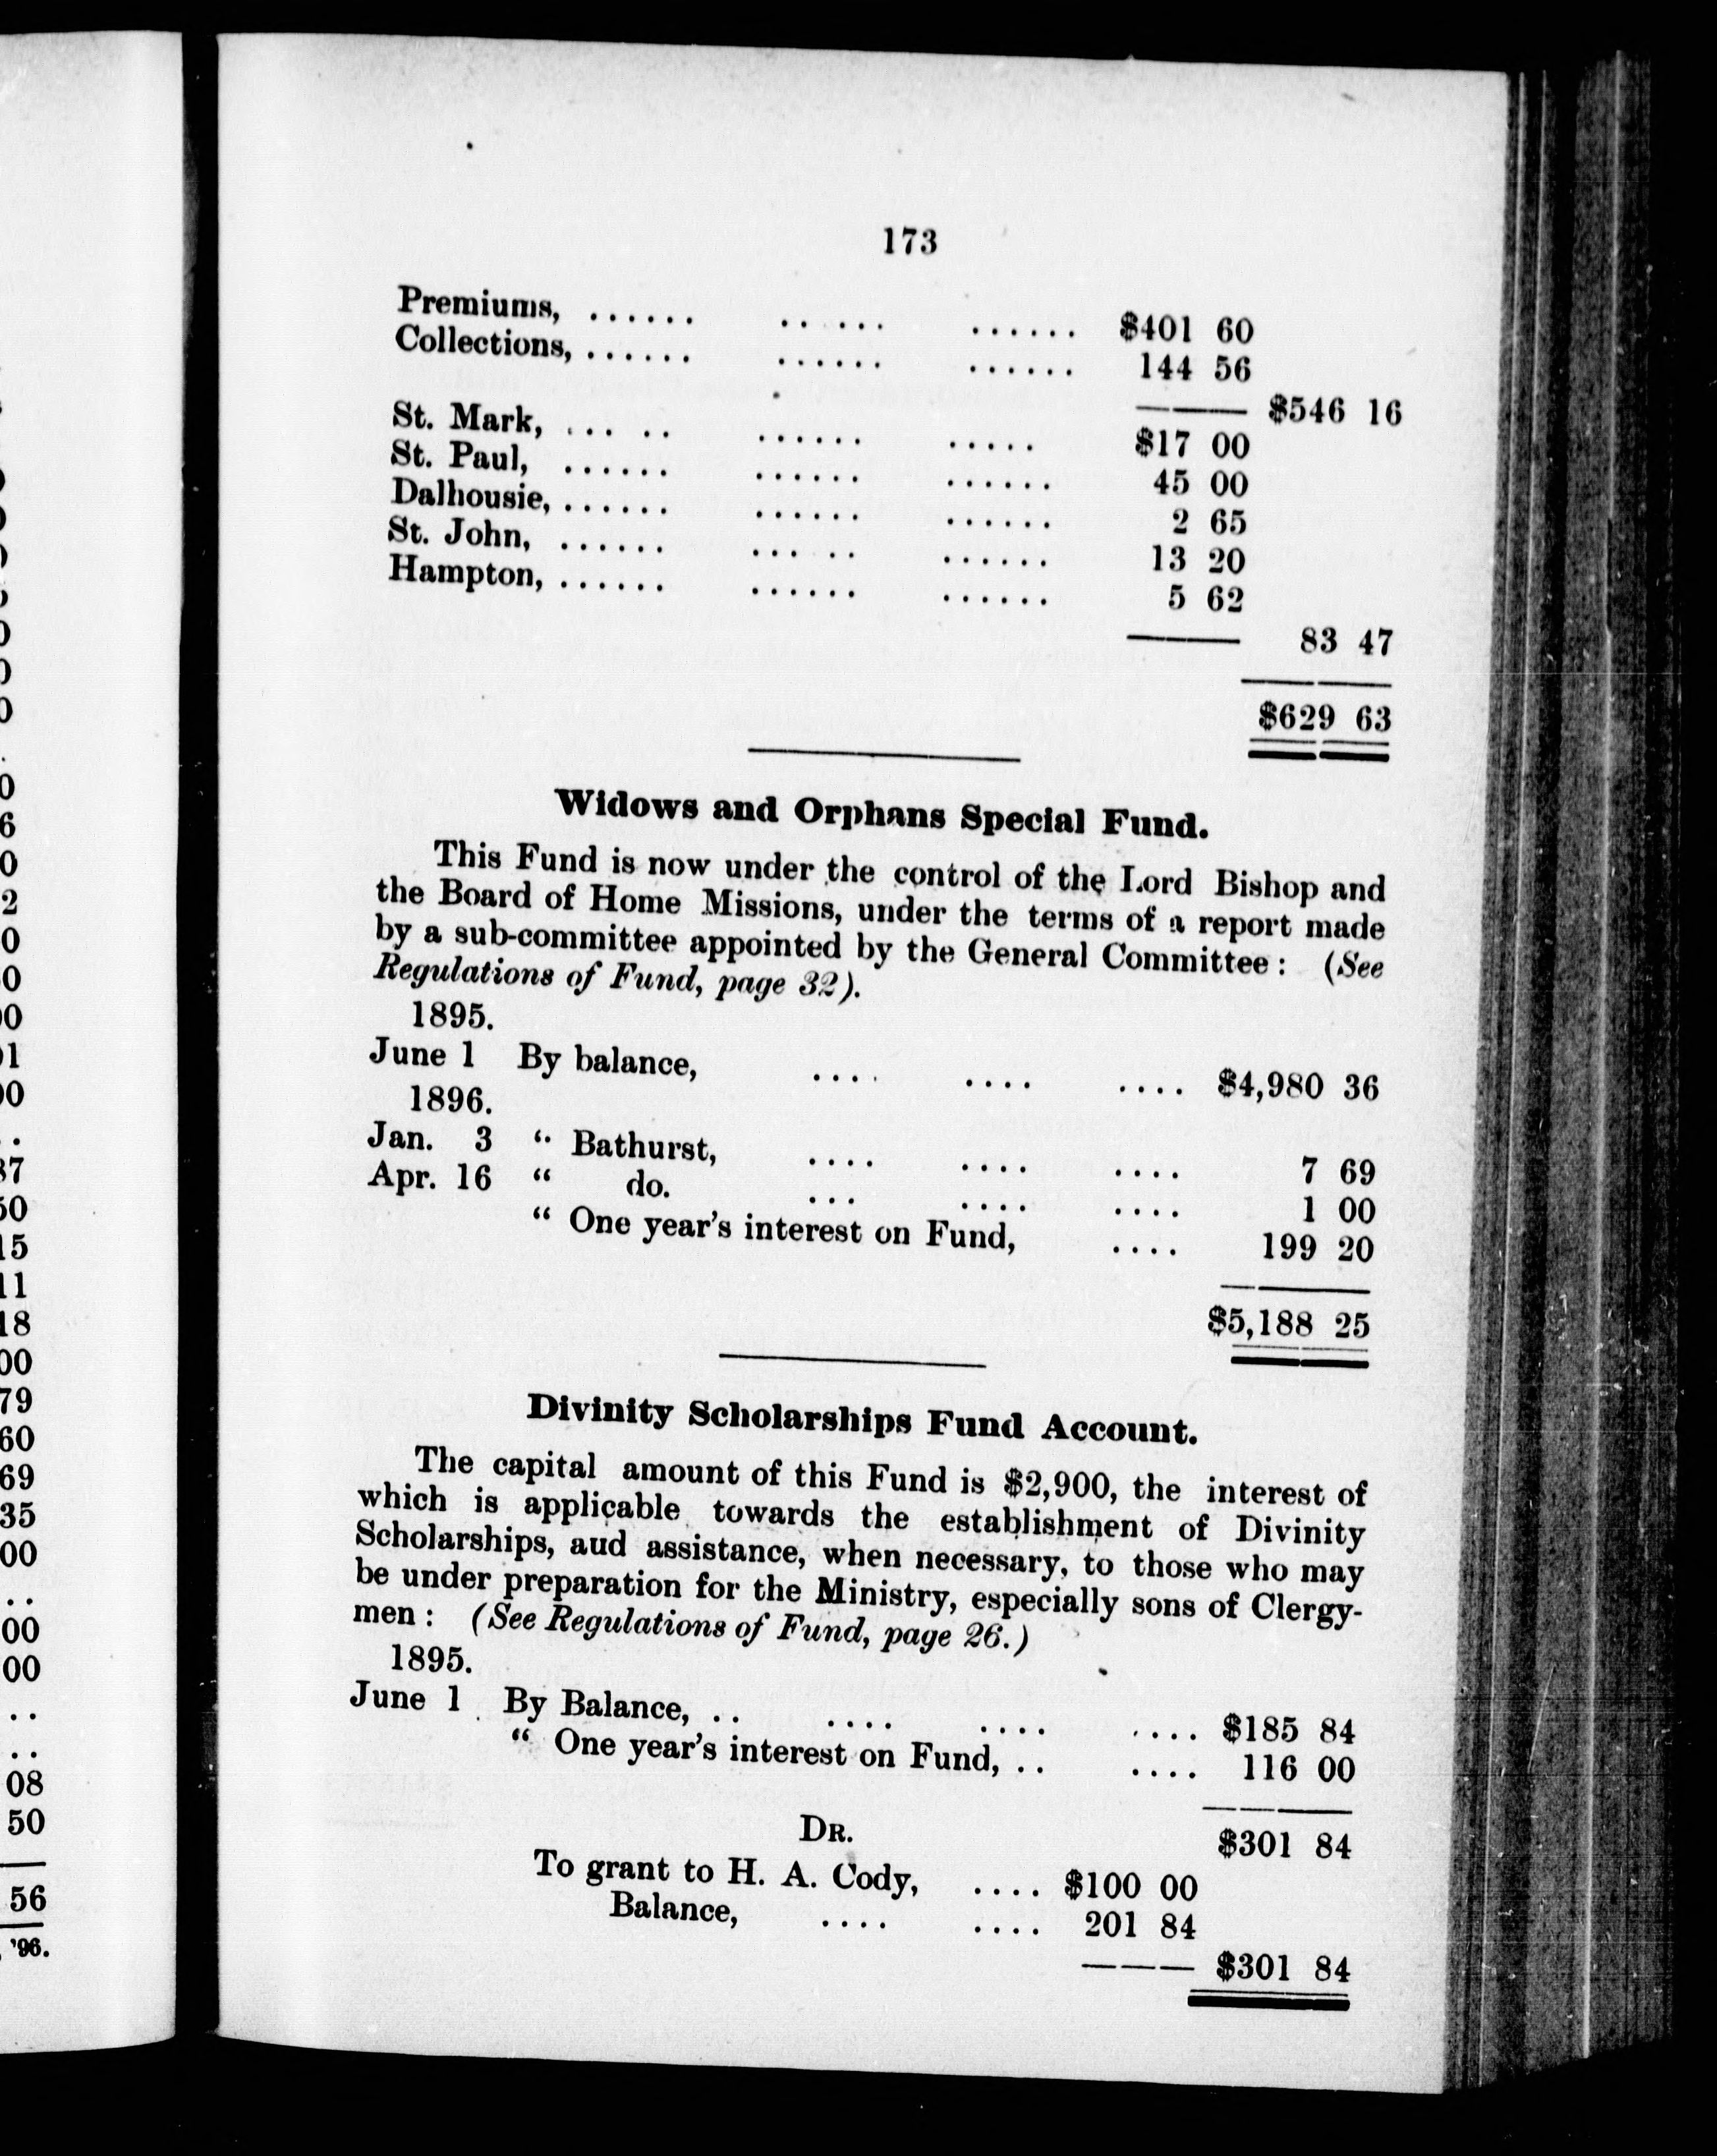 173
Premiums, ...... ...... ...... $401 60
Collections, ...... ...... ...... 144 56
$546 16
St. Mark, ... .. ...... ..... $17 00
St. Paul, ...... ...... ...... 45 00
Dalhousie, ...... ...... ...... 2 65
St. John, ...... ... .. ...... 13 20
Hampton, ...... ...... ...... 5 62
83 47
$629 63
Widows and Orphans Special Fund.
This Fund is now under the control of the Lord Bishop and
the Board of Home Missions, under the terms of a report made
by a sub-committee appointed by the General Committee: (See
Regulations of Fund, page 32).
1895.
June 1 By balance, .... .... .... $4,980 36
1896.
Jan. 3 “ Bathurst, .... .... .... 7 69
Apr. 16 “ do. ... .... .... 1 00
“ One year's interest on Fund, .... 199 20
$5,188 25
Divinity Scholarships Fund Account.
The capital amount of this Fund is $2,900, the interest of
which is applicable towards the establishment of Divinity
Scholarships, aud assistance, when necessary, to those who may
be under preparation for the Ministry, especially sons of Clergy-
men: (See Regulations of Fund, page 26.)
1895.
June 1 By Balance, .. .... .... .... $185 84
“ One year's interest on Fund, .. .... 116 00
$301 84
DR.
To grant to H. A. Cody, .... $100 00
Balance, .... .... 201 84
$301 84